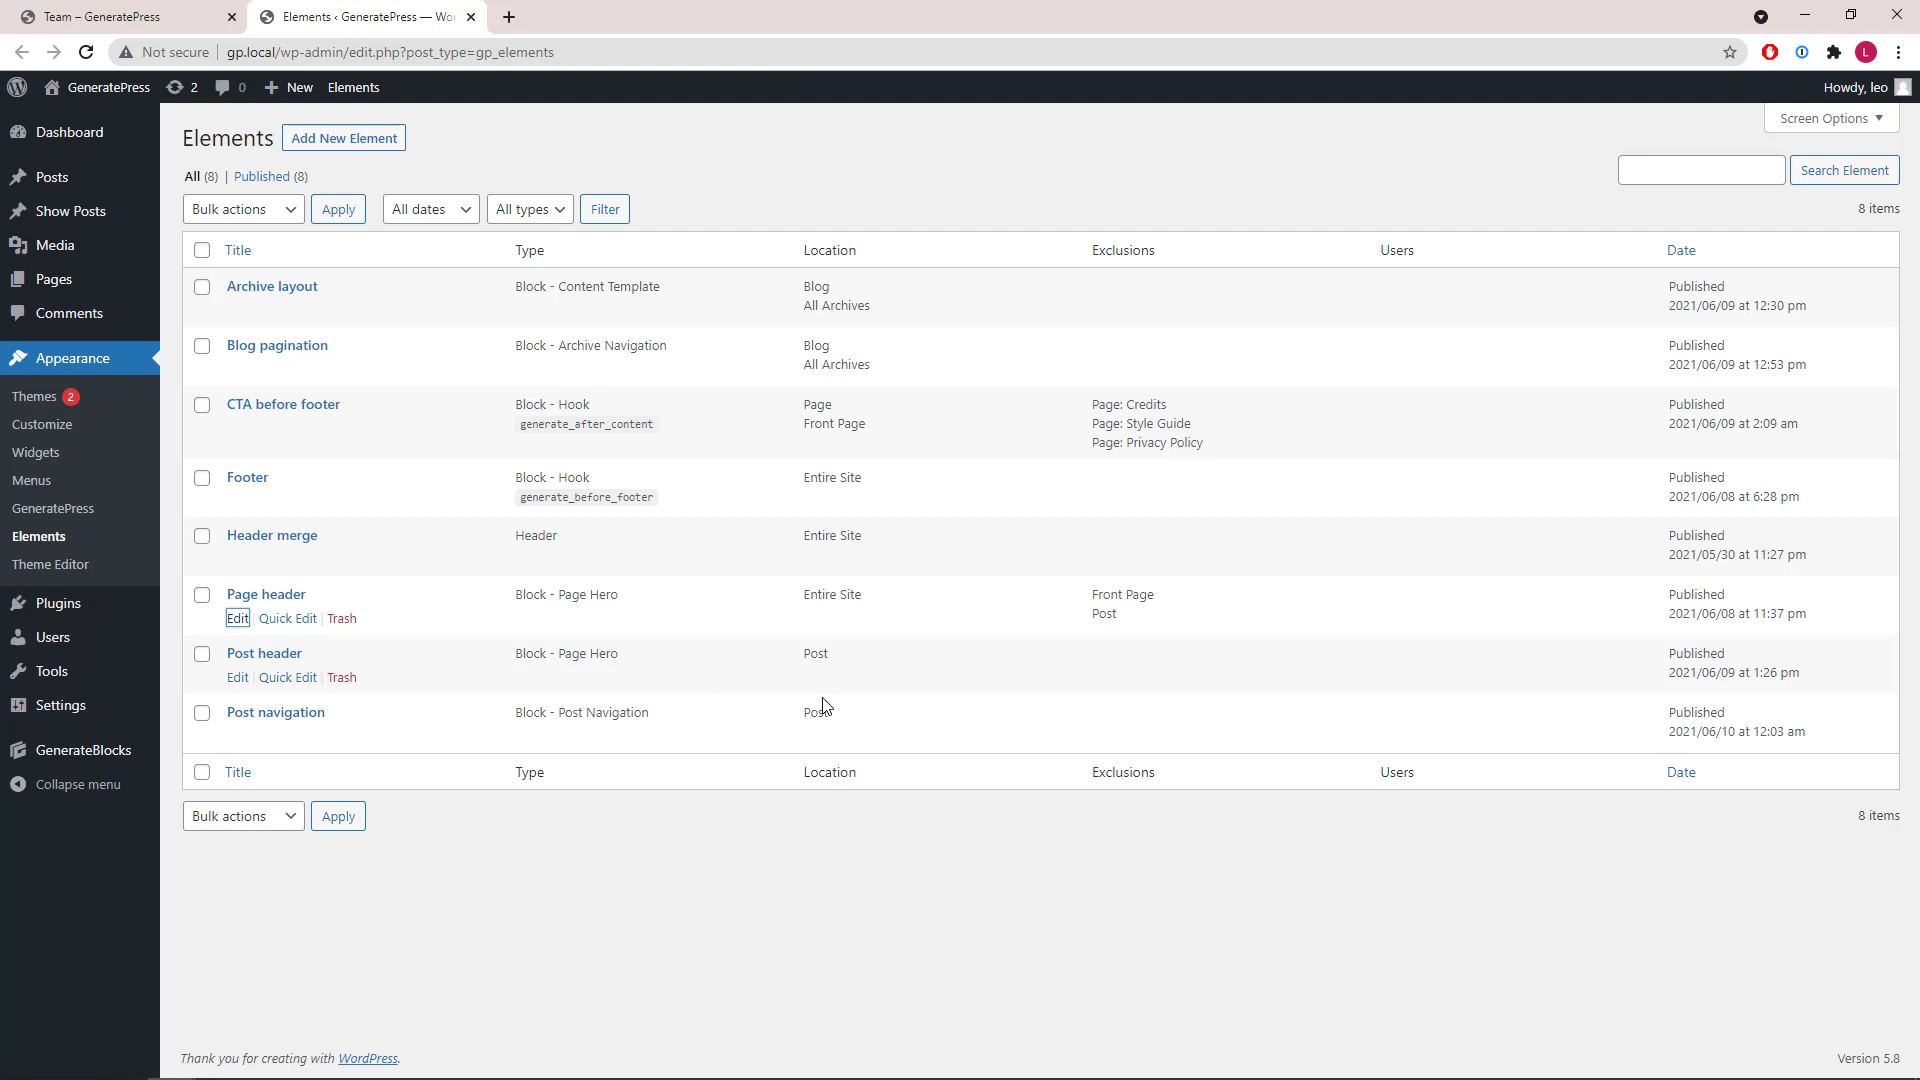 Team – GeneratePress
Elements ‹ GeneratePress — Wor
Not secure
gp.local/wp-admin/edit.php?post_type=gp_elements
L
GeneratePress
2
0
New
Elements
Howdy, leo
Dashboard
Posts
Show Posts
Media
Pages
Comments
Appearance
Themes 2
Customize
Widgets
Menus
GeneratePress
Elements
Theme Editor
Plugins
Users
Tools
Settings
GenerateBlocks
Collapse menu
Elements
Add New Element
Screen Options
All (8) | Published (8)
Search Element
Bulk actions
Apply
All dates
All types
Filter
8 items
Title Type Location Exclusions Users Date
Archive layout Block - Content Template Blog Published
All Archives 2021/06/09 at 12:30 pm
Blog pagination Block - Archive Navigation Blog Published
All Archives 2021/06/09 at 12:53 pm
CTA before footer Block - Hook Page Page: Credits Published
generate_after_content Front Page Page: Style Guide 2021/06/09 at 2:09 am
Page: Privacy Policy
Footer Block - Hook Entire Site Published
generate_before_footer 2021/06/08 at 6:28 pm
Header merge Header Entire Site Published
2021/05/30 at 11:27 pm
Page header Block - Page Hero Entire Site Front Page Published
Edit | Quick Edit | Trash Post 2021/06/08 at 11:37 pm
Post header Block - Page Hero Post Published
Edit | Quick Edit | Trash 2021/06/09 at 1:26 pm
Post navigation Block - Post Navigation Post Published
2021/06/10 at 12:03 am
Title Type Location Exclusions Users Date
Bulk actions
Apply
8 items
Thank you for creating with WordPress.
Version 5.8